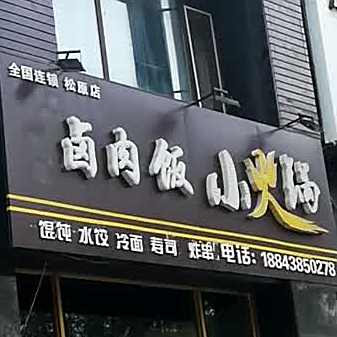 全国连锁 松原店
卤肉饭 小火锅
馄饨 水饺 冷面 寿司 炸串 电话:18843850278